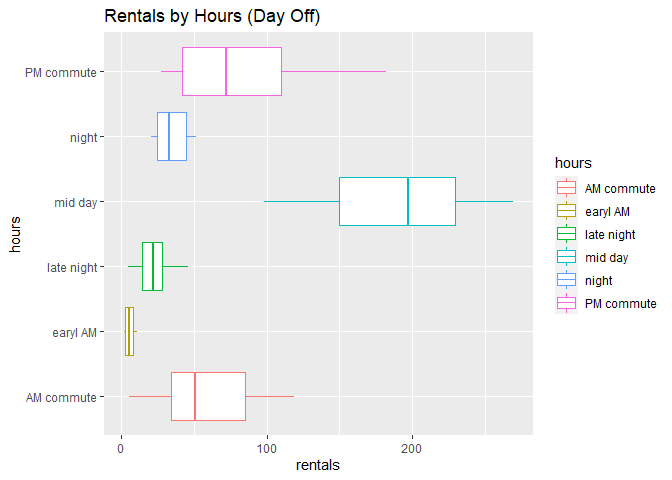 Rentals by Hours (Day Off)
PM commute
night
mid day
late night
earyl AM
AM commute
hours
0
100
200
rentals
hours
AM commute
earyl AM
late night
mid day
night
PM commute